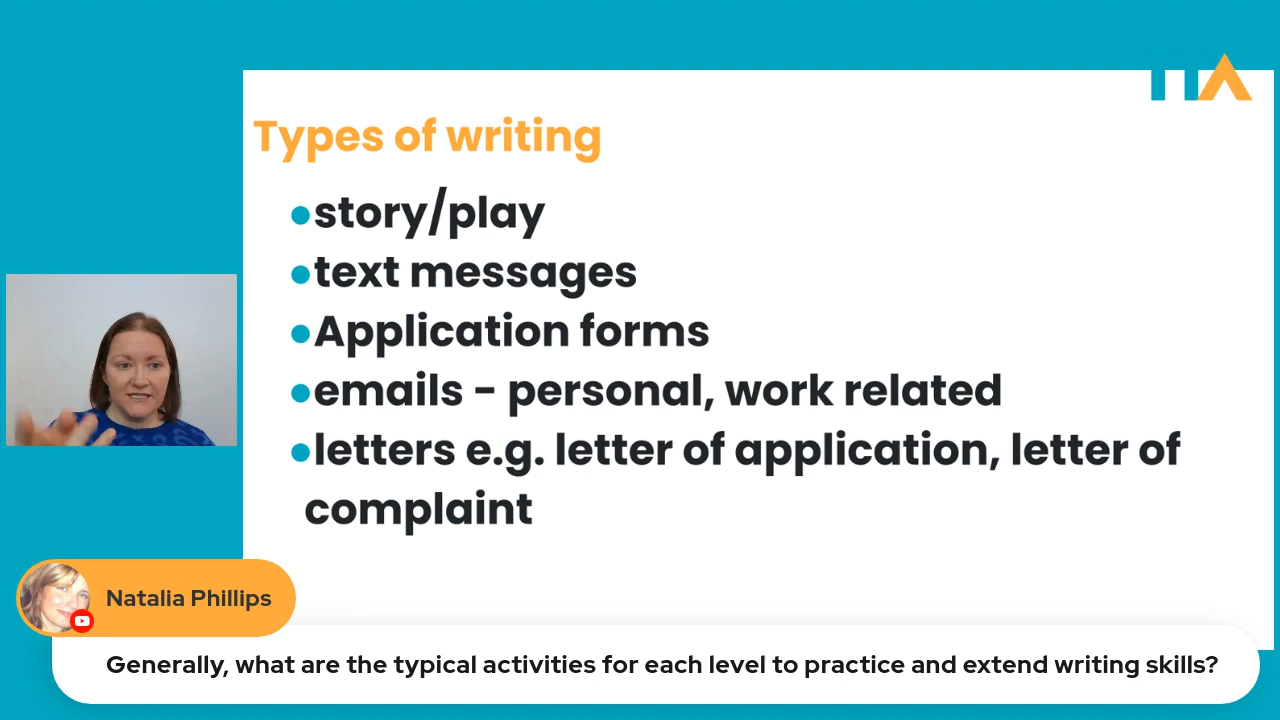 Types of writing
•story/play
•text messages
•Application forms
•emails - personal, work related
•letters e.g. letter of application, letter of
complaint
Natalia Phillips
Generally, what are the typical activities for each level to practice and extend writing skills?